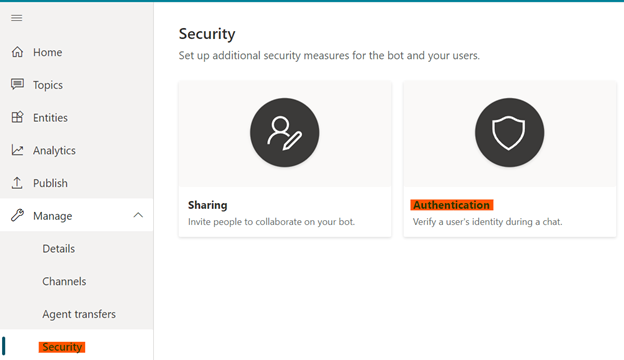 Home
Topics
Entities
Analytics
Publish
Manage
Details
Channels
Agent transfers
Security
Security
Set up additional security measures for the bot and your users.
Sharing
Invite people to collaborate on your bot.
Authentication
Verify a user's identity during a chat.